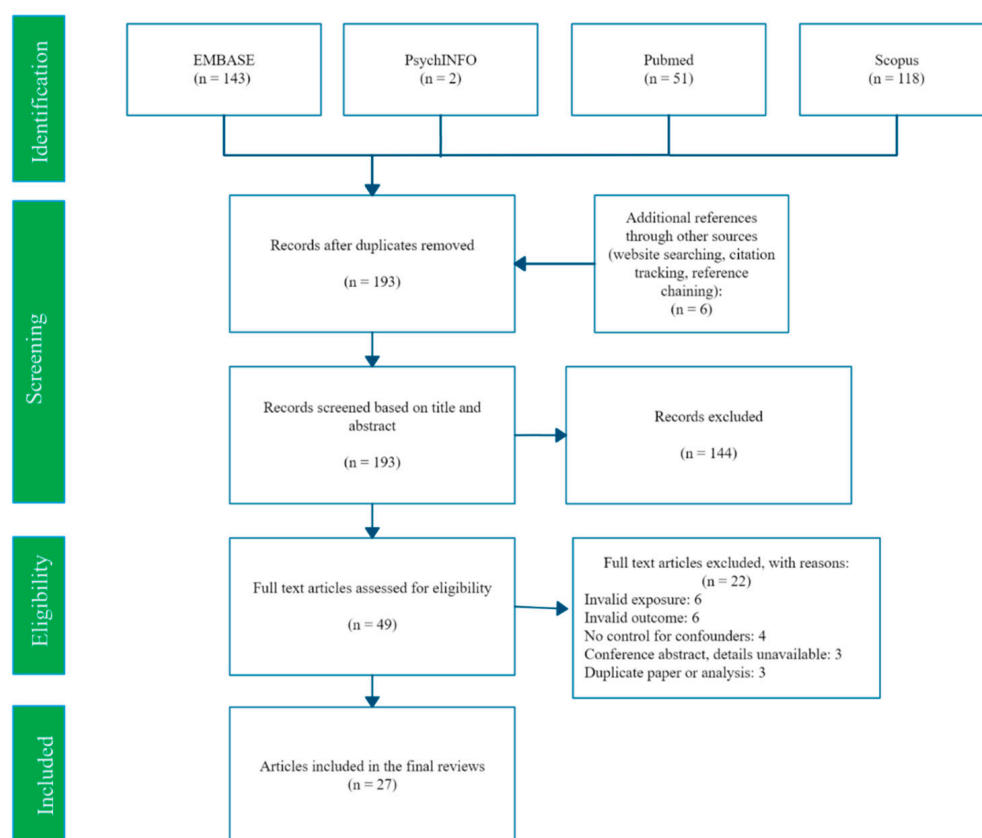 Identification
EMBASE
(n = 143)
PsychINFO
(n = 2)
Pubmed
(n = 51)
Scopus
(n = 118)
Screening
Records after duplicates removed
(n = 193)
Additional references
through other sources
(website searching, citation
tracking, reference
chaining):
(n = 6)
Records screened based on title and
abstract
(n = 193)
Records excluded
(n = 144)
Eligibility
Full text articles assessed for eligibility
(n = 49)
Full text articles excluded, with reasons:
(n = 22)
Invalid exposure: 6
Invalid outcome: 6
No control for confounders: 4
Conference abstract, details unavailable: 3
Duplicate paper or analysis: 3
Included
Articles included in the final reviews
(n = 27)